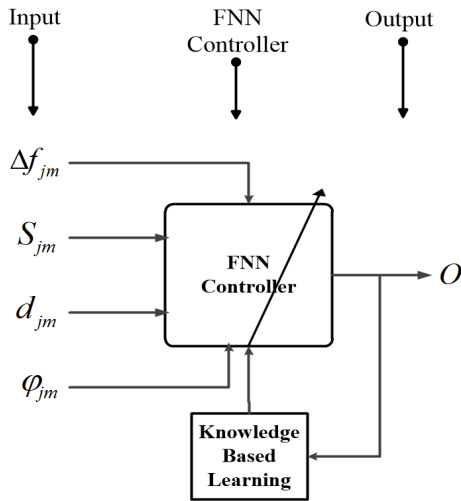 Input
FNN
Controller
Output
Δf_jm
S_jm
d_jm
φ_jm
FNN
Controller
O
Knowledge
Based
Learning